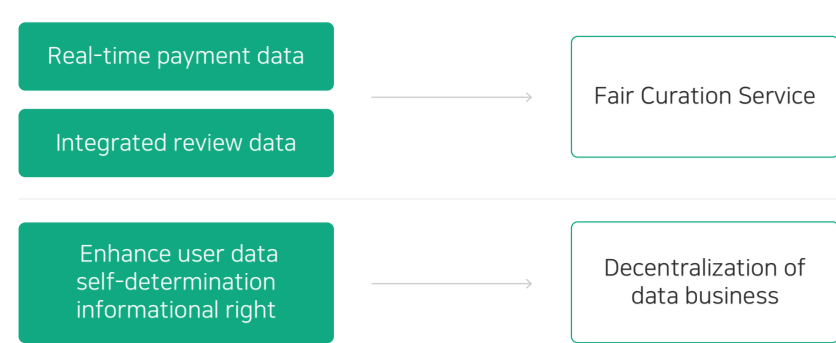 Real-time payment data
Integrated review data
Fair Curation Service
Enhance user data
self-determination
informational right
Decentralization of
data business